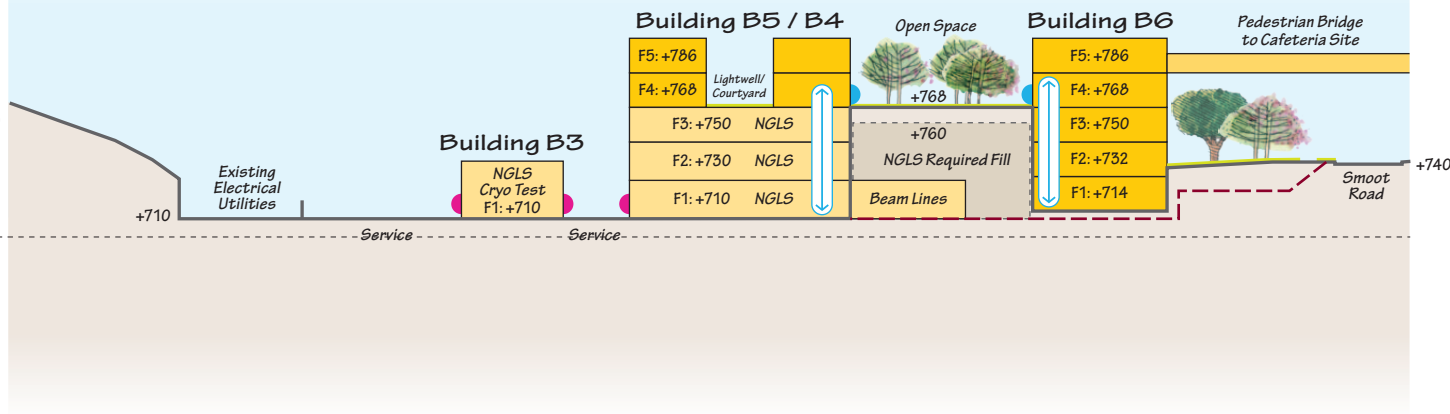 Building B5 / B4
Open Space
Building B6
Pedestrian Bridge
to Cafeteria Site
F5: +786
F4: +768
Lightwell/
Courtyard
F3: +750 NGLS
F2: +730 NGLS
F1: +710 NGLS
+768
+760
NGLS Required Fill
Beam Lines
F5: +786
F4: +768
F3: +750
F2: +732
F1: +714
Building B3
NGLS
Cryo Test
F1: +710
Existing
Electrical
Utilities
+710
Service
Service
Smoot
Road
+740